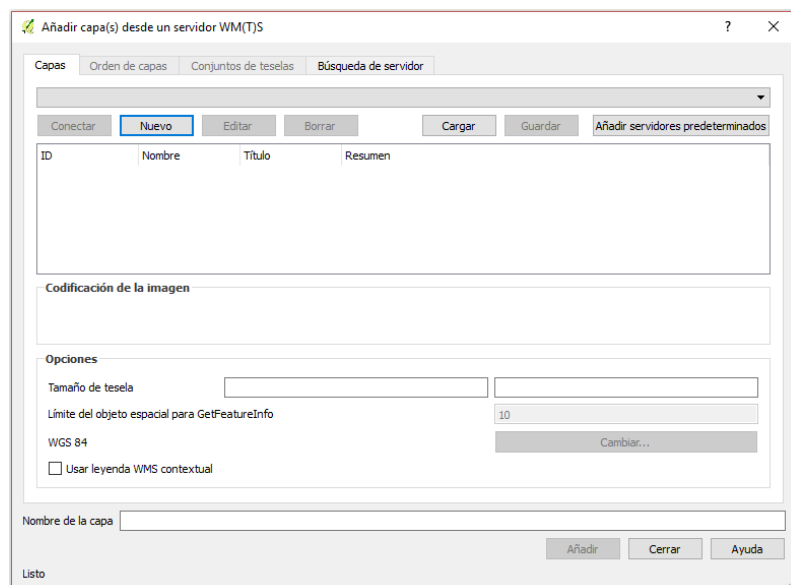 Añadir capa(s) desde un servidor WM(T)S ?
Capas Orden de capas Conjuntos de teselas Búsqueda de servidor
Conectar Nuevo Editar Borrar Cargar Guardar Añadir servidores predeterminados
ID Nombre Título Resumen
Codificación de la imagen
Opciones
Tamaño de tesela
Límite del objeto espacial para GetFeatureInfo 10
WGS 84 Cambiar...
Usar leyenda WMS contextual
Nombre de la capa
Añadir Cerrar Ayuda
Listo